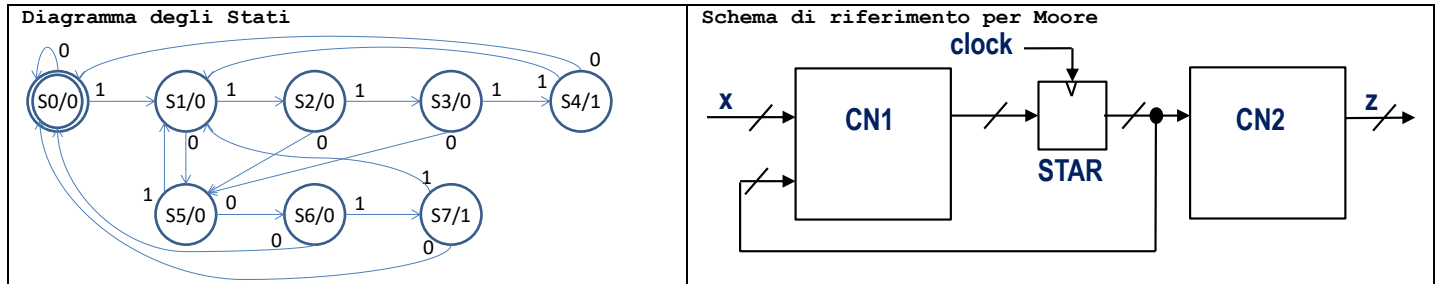 Diagramma degli Stati
0
0
S0/0 1 S1/0 1 S2/0 1 S3/0 1 1 S4/1
0 0 0
1 1
S5/0 0 S6/0 1 S7/1
0 0
Schema di riferimento per Moore
clock
x CN1 CN2 z
STAR